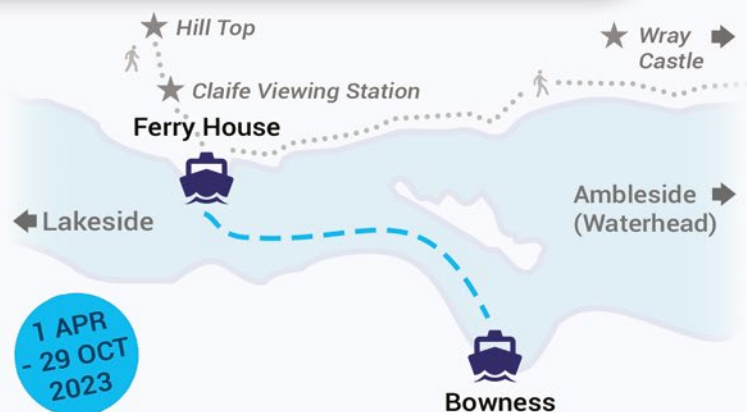 Hill Top
Wray
Castle
Claife Viewing Station
Ferry House
Ambleside
(Waterhead)
Lakeside
1 APR
- 29 OCT
2023
Bowness